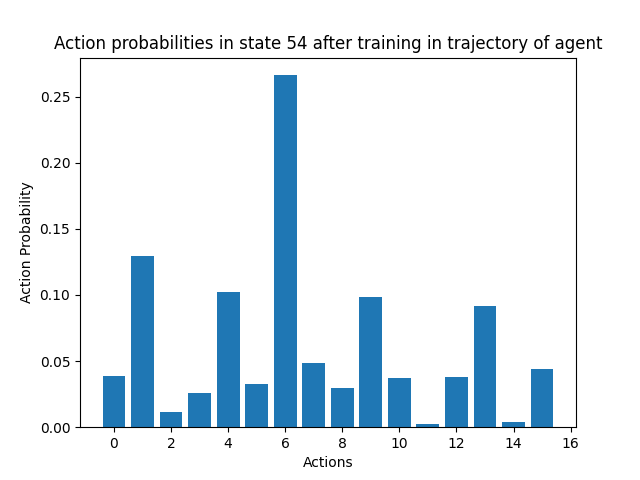 Action probabilities in state 54 after training in trajectory of agent
0.25
0.20
0.15
0.10
0.05
0.00
Action Probability
0 2 4 6 8 10 12 14 16
Actions